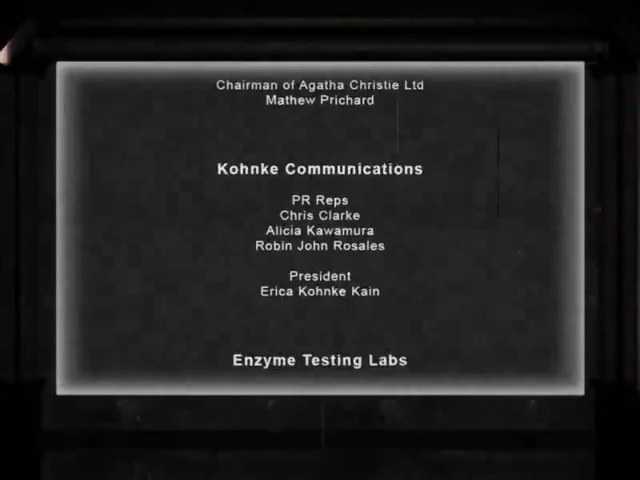 Chairman of Agatha Christie Ltd
Mathew Prichard
Kohnke Communications
PR Reps
Chris Clarke
Alicia Kawamura
Robin John Rosales
President
Erica Kohnke Kain
Enzyme Testing Labs